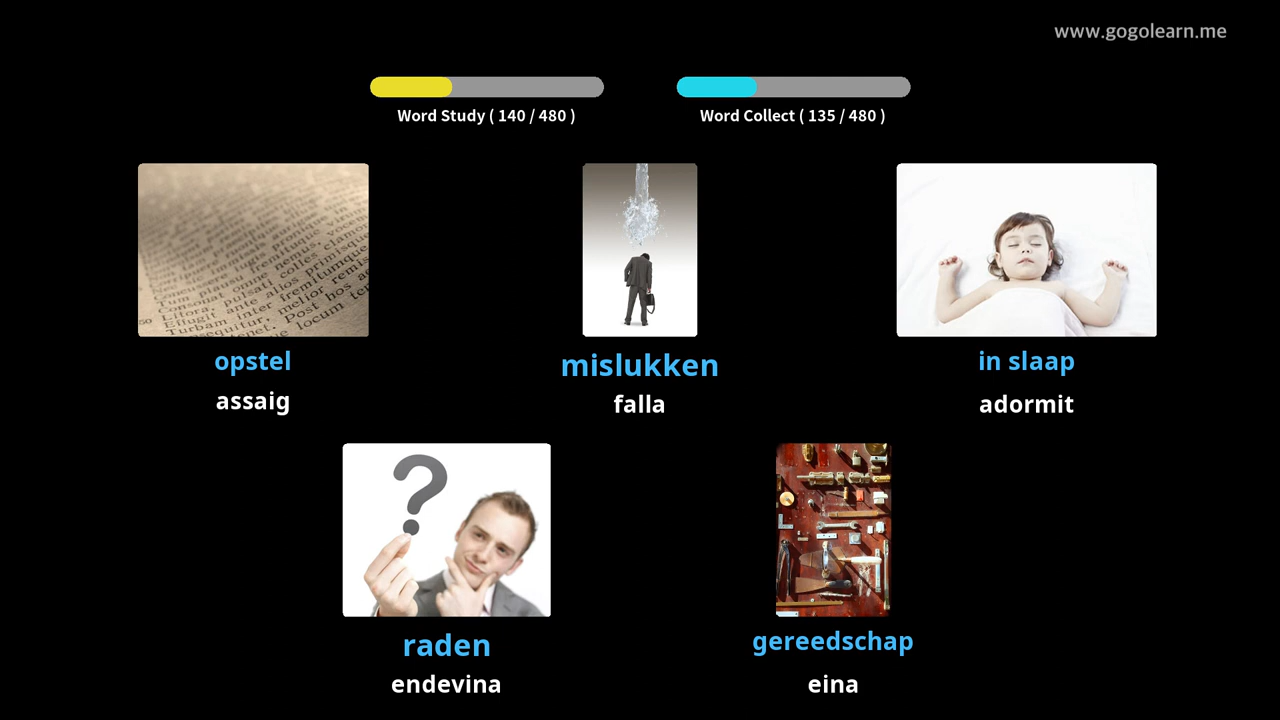 www.gogolearn.me
Word Study ( 140 / 480 )
Word Collect ( 135 / 480 )
opstel
assaig
mislukken
falla
in slaap
adormit
raden
endevina
gereedschap
eina